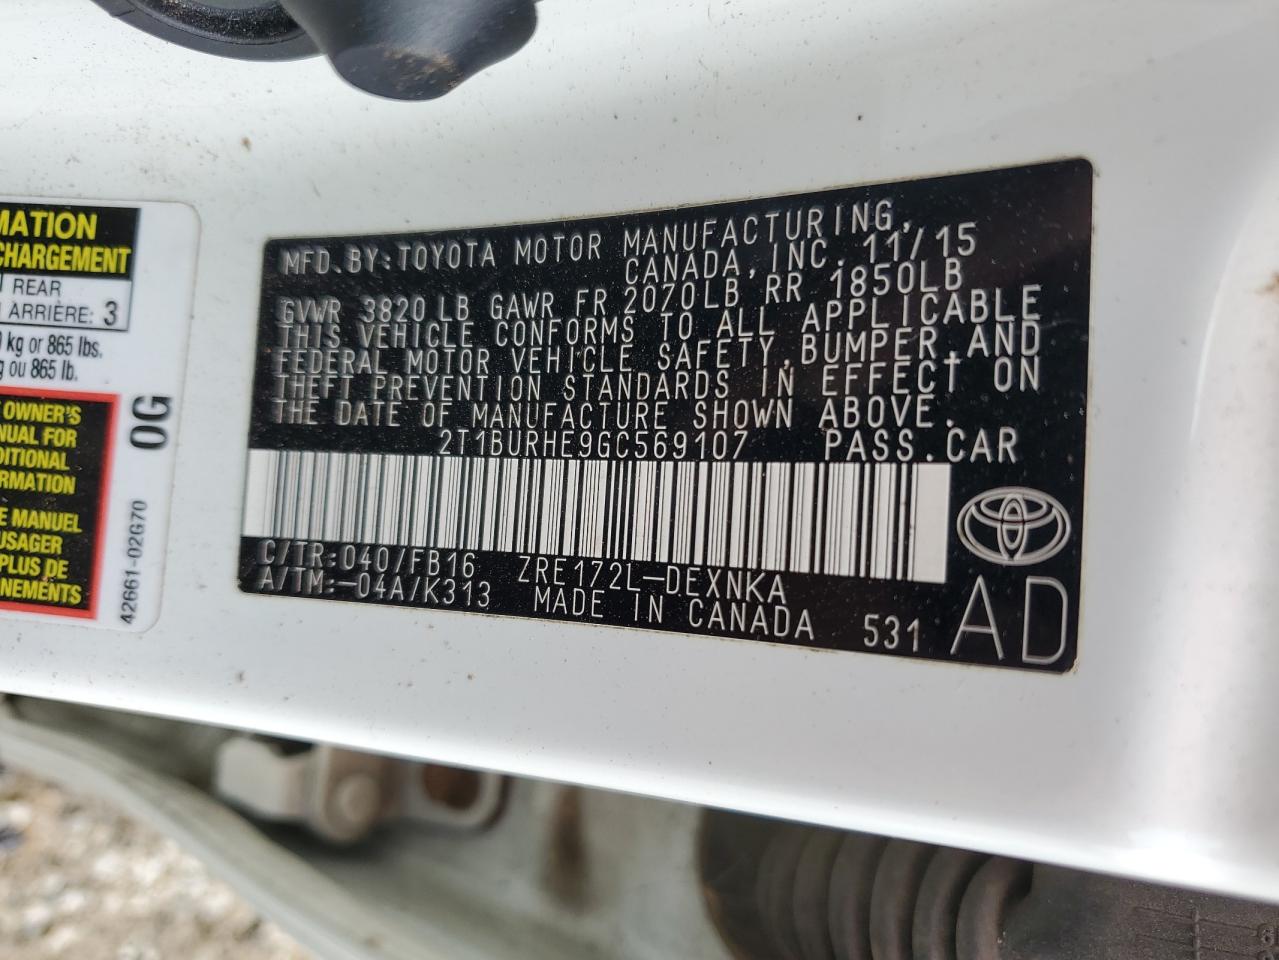 MATION
CHARGEMENT
REAR
ARRIÈRE: 3
kg or 865 lbs.
ou 865 lb.
OWNER'S
NUAL FOR
DITIONAL
RMATION
E MANUEL
USAGER
PLUS DE
NEMENTS
0G
42661-02G70
MFD. BY: TOYOTA MOTOR MANUFACTURING,
CANADA, INC. 11/15
GVWR 3820 LB GAWR FR 2070LB RR 1850LB
THIS VEHICLE CONFORMS TO ALL APPLICABLE
FEDERAL MOTOR VEHICLE SAFETY, BUMPER, AND
THEFT PREVENTION STANDARDS IN EFFECT ON
THE DATE OF MANUFACTURE SHOWN ABOVE.
2T1BURHE9GC569107 PASS.CAR
C/TR:040/FB16 ZRE172L-DEXNKA
A/TM:-04A/K313 MADE IN CANADA 531
AD